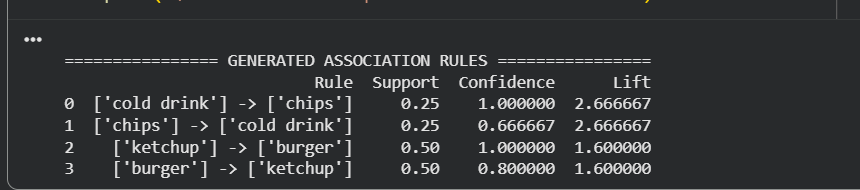 ...
================ GENERATED ASSOCIATION RULES ================
Rule Support Confidence Lift
0 ['cold drink'] -> ['chips'] 0.25 1.000000 2.666667
1 ['chips'] -> ['cold drink'] 0.25 0.666667 2.666667
2 ['ketchup'] -> ['burger'] 0.50 1.000000 1.600000
3 ['burger'] -> ['ketchup'] 0.50 0.800000 1.600000